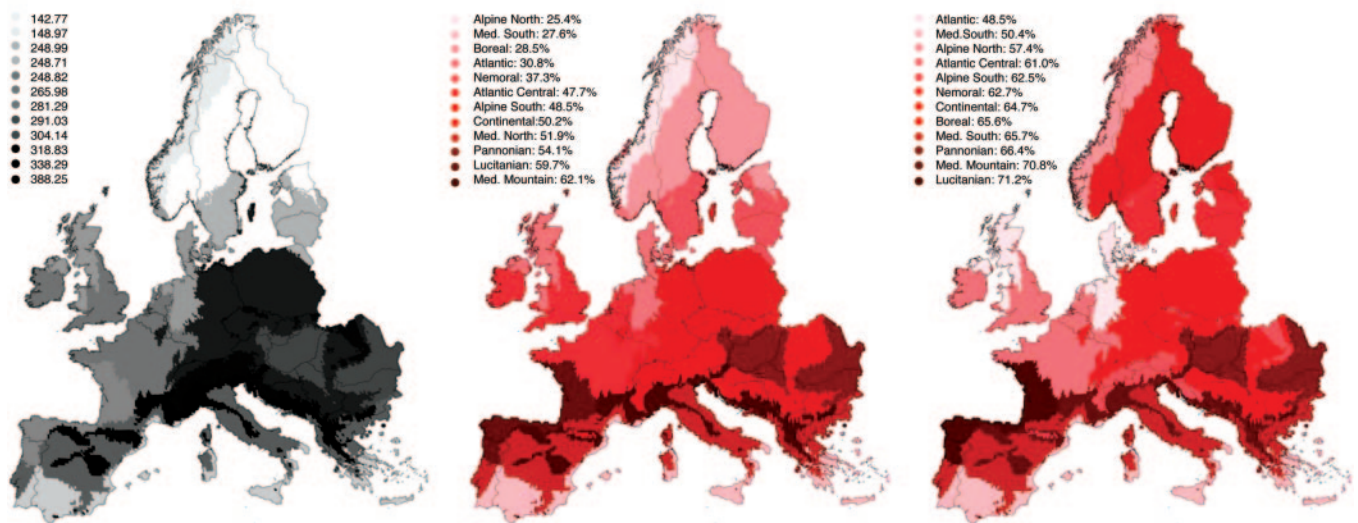 142.77
148.97
248.99
248.71
248.82
265.98
281.29
291.03
304.14
318.83
338.29
388.25
Alpine North: 25.4%
Med. South: 27.6%
Boreal: 28.5%
Atlantic: 30.8%
Nemoral: 37.3%
Atlantic Central: 47.7%
Alpine South: 48.5%
Continental:50.2%
Med. North: 51.9%
Pannonian: 54.1%
Lucitanian: 59.7%
Med. Mountain: 62.1%
Atlantic: 48.5%
Med.South: 50.4%
Alpine North: 57.4%
Atlantic Central: 61.0%
Alpine South: 62.5%
Nemoral: 62.7%
Continental: 64.7%
Boreal: 65.6%
Med. South: 65.7%
Pannonian: 66.4%
Med. Mountain: 70.8%
Lucitanian: 71.2%